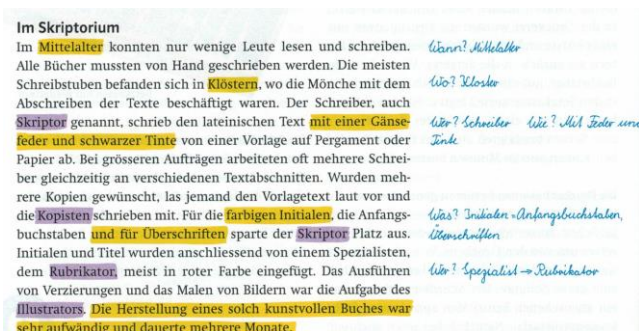 Im Skriptorium
Im Mittelalter konnten nur wenige Leute lesen und schreiben.
Alle Bücher mussten von Hand geschrieben werden. Die meisten
Schreibstuben befanden sich in Klöstern, wo die Mönche mit dem
Abschreiben der Texte beschäftigt waren. Der Schreiber, auch
Skriptor genannt, schrieb den lateinischen Text mit einer Gänse-
feder und schwarzer Tinte von einer Vorlage auf Pergament oder
Papier ab. Bei grösseren Aufträgen arbeiteten oft mehrere Schrei-
ber gleichzeitig an verschiedenen Textabschnitten. Wurden meh-
rere Kopien gewünscht, las jemand den Vorlagetext laut vor und
die Kopisten schrieben mit. Für die farbigen Initialen, die Anfangs-
buchstaben und für Überschriften sparte der Skriptor Platz aus.
Initialen und Titel wurden anschliessend von einem Spezialisten,
dem Rubrikator, meist in roter Farbe eingefügt. Das Ausführen
von Verzierungen und das Malen von Bildern war die Aufgabe des
Illustrators. Die Herstellung eines solch kunstvollen Buches war
sehr aufwändig und dauerte mehrere Monate.
Wann? Mittelalter
Wo? Kloster
Wer? Schreiber Wie? Mit Feder und
Tinte
Was? Initialen = Anfangsbuchstaben,
Überschriften
Wer? Spezialist → Rubrikator